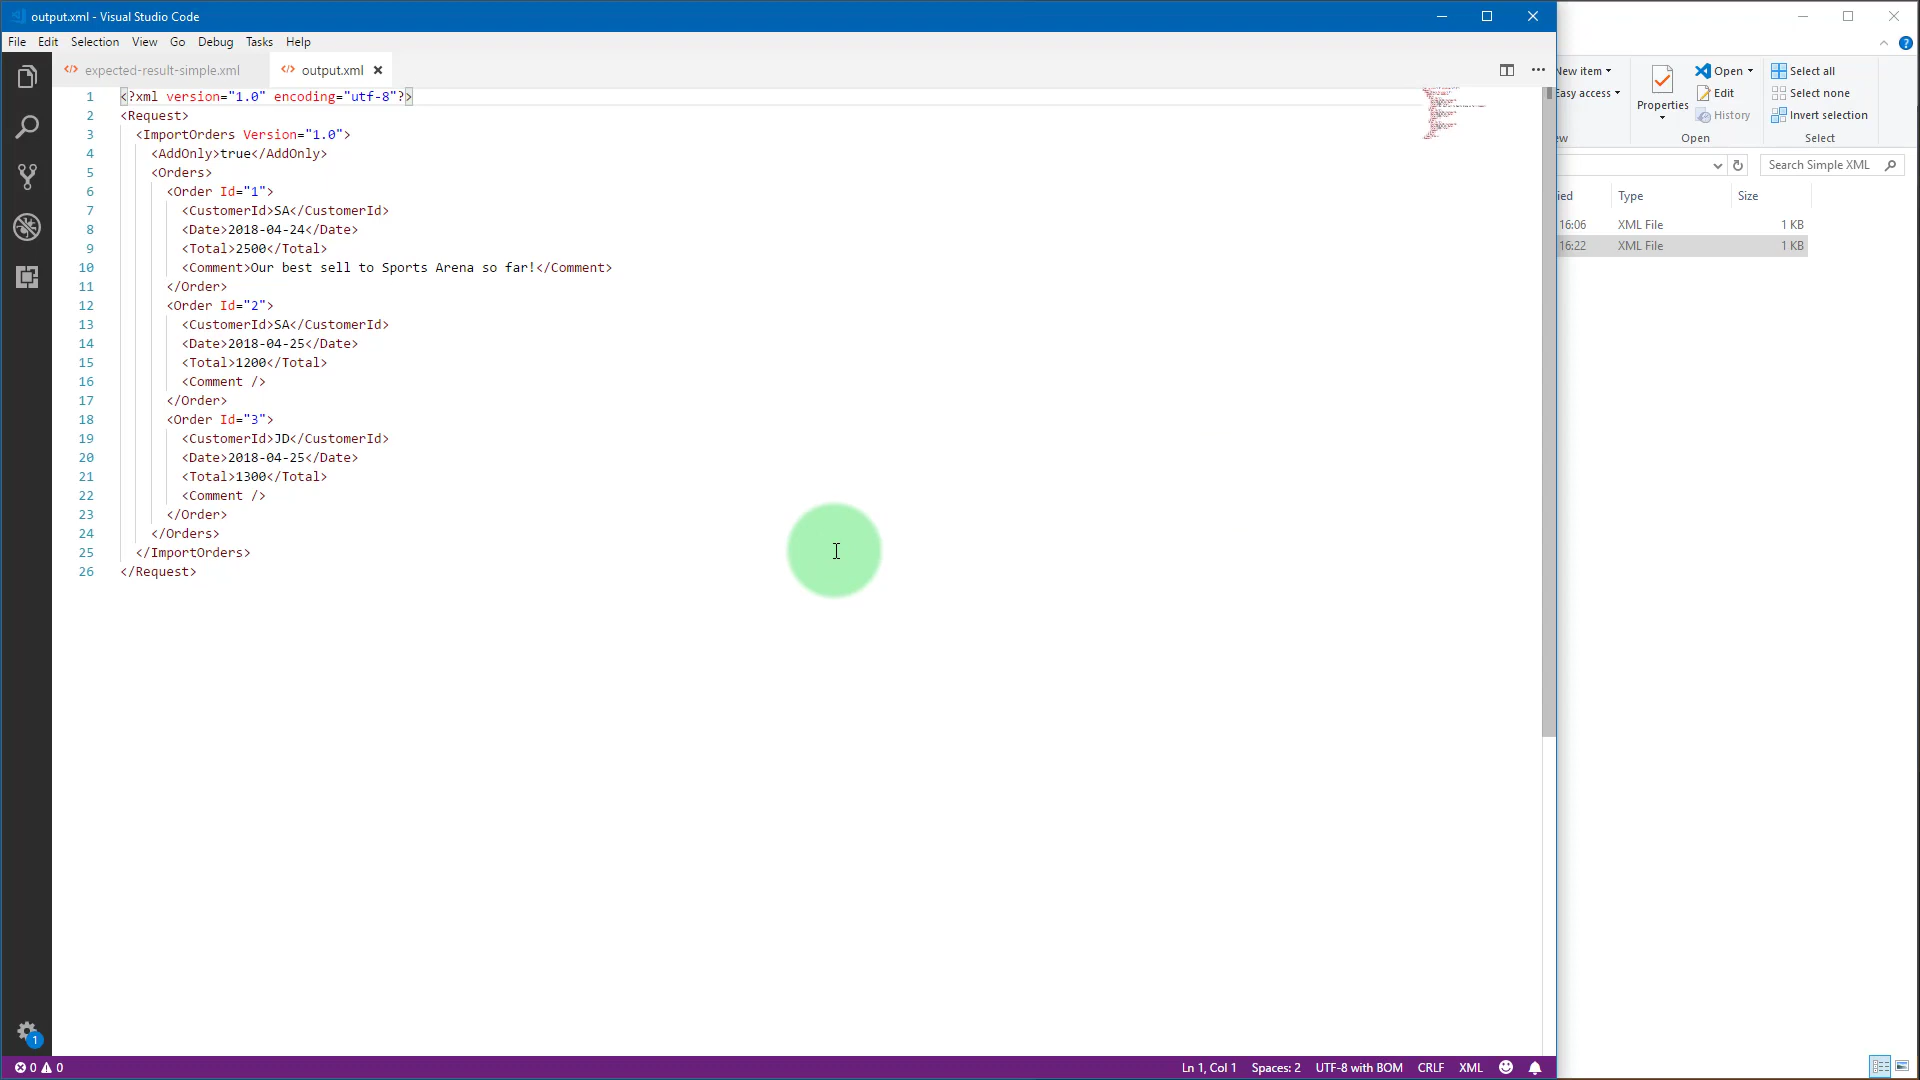 output.xml - Visual Studio Code
File Edit Selection View Go Debug Tasks Help
expected-result-simple.xml output.xml
1 <?xml version="1.0" encoding="utf-8"?>
2 <Request>
3 <ImportOrders Version="1.0">
4 <AddOnly>true</AddOnly>
5 <Orders>
6 <Order Id="1">
7 <CustomerId>SA</CustomerId>
8 <Date>2018-04-24</Date>
9 <Total>2500</Total>
10 <Comment>Our best sell to Sports Arena so far!</Comment>
11 </Order>
12 <Order Id="2">
13 <CustomerId>SA</CustomerId>
14 <Date>2018-04-25</Date>
15 <Total>1200</Total>
16 <Comment />
17 </Order>
18 <Order Id="3">
19 <CustomerId>JD</CustomerId>
20 <Date>2018-04-25</Date>
21 <Total>1300</Total>
22 <Comment />
23 </Order>
24 </Orders>
25 </ImportOrders>
26 </Request>
1
0 0
Ln 1, Col 1 Spaces: 2 UTF-8 with BOM CRLF XML
New item
Easy access
ew
Properties
Open
Edit
History
Open
Select all
Select none
Invert selection
Select
Search Simple XML
ied Type Size
16:06 XML File 1 KB
16:22 XML File 1 KB